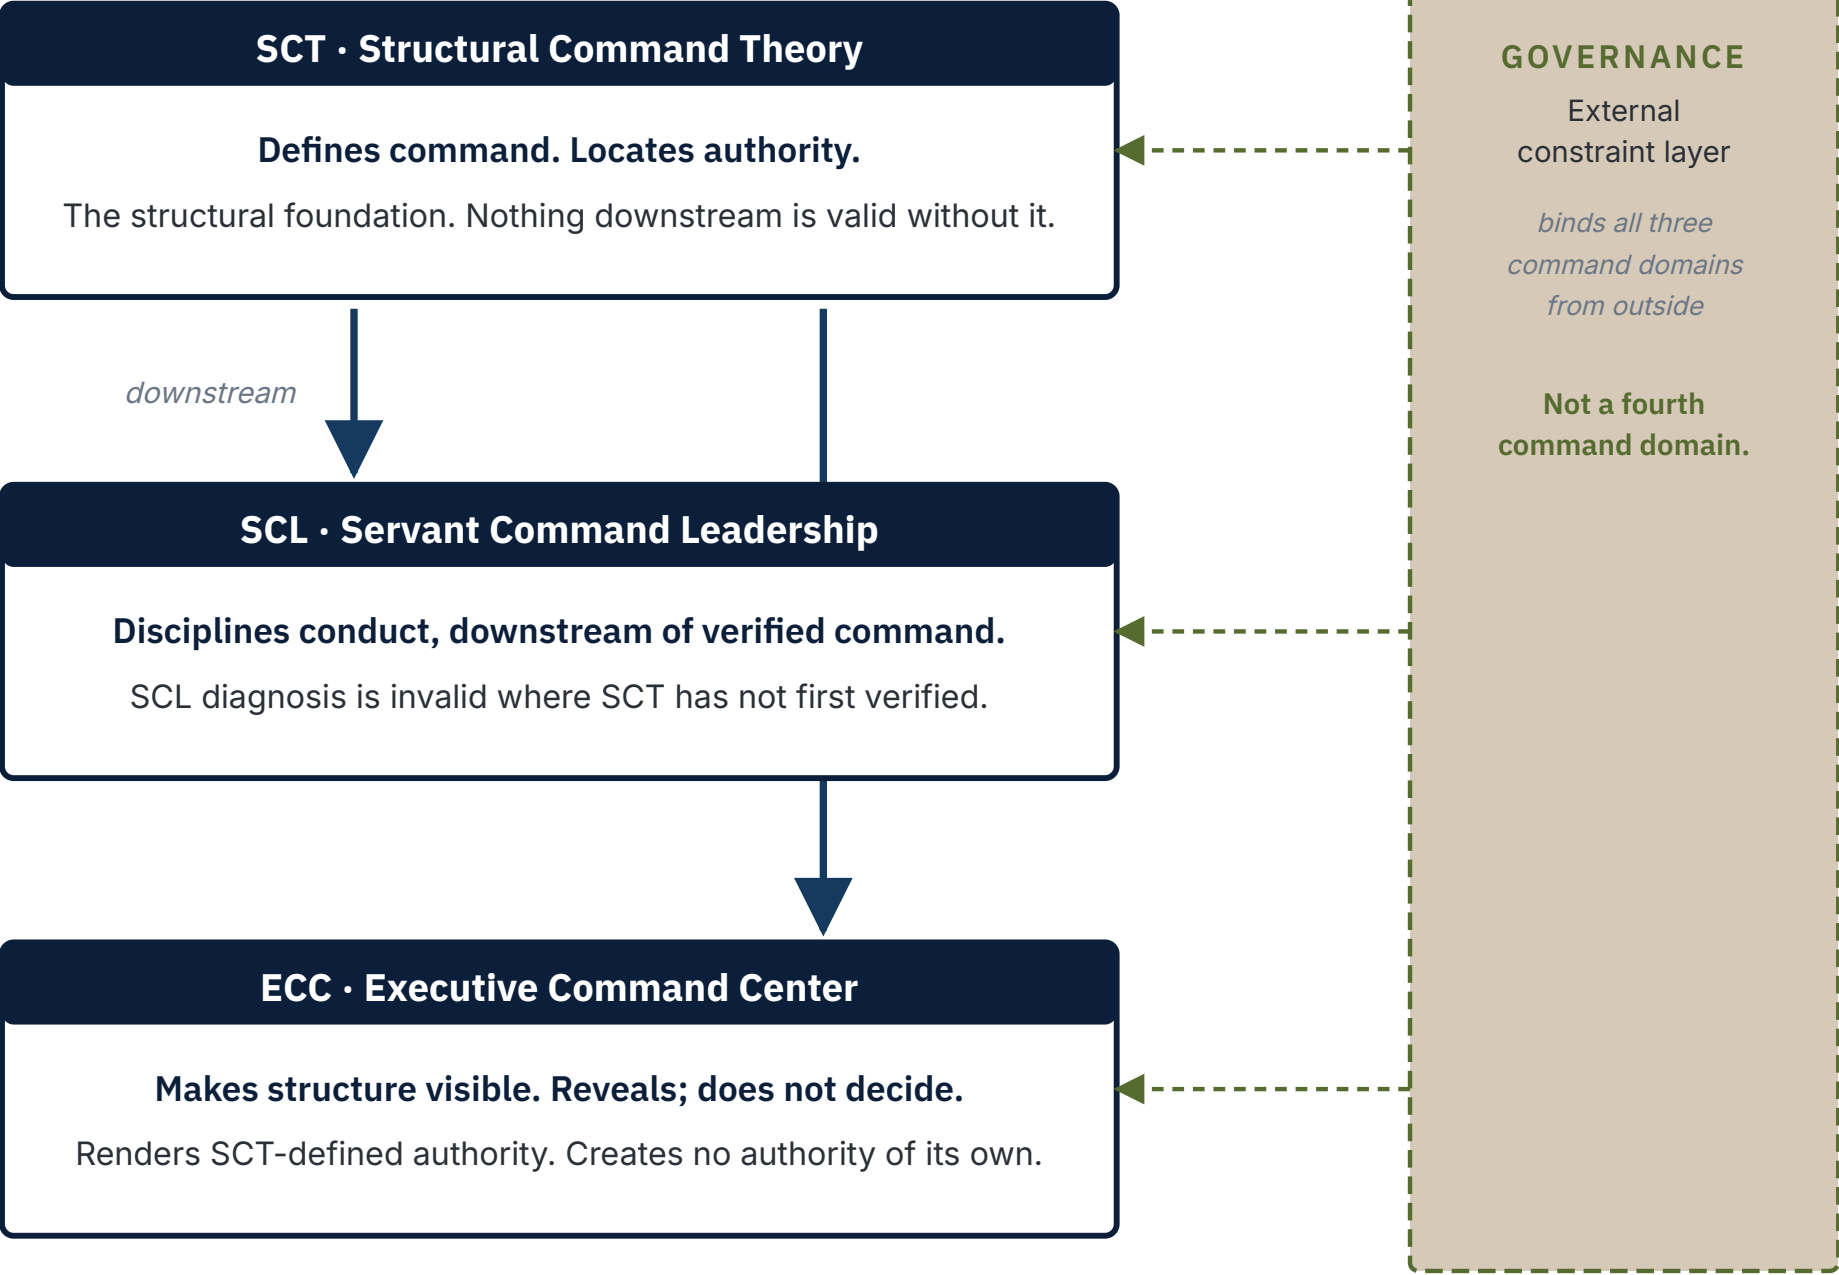 SCT · Structural Command Theory
Defines command. Locates authority.
The structural foundation. Nothing downstream is valid without it.
downstream
SCL · Servant Command Leadership
Disciplines conduct, downstream of verified command.
SCL diagnosis is invalid where SCT has not first verified.
ECC · Executive Command Center
Makes structure visible. Reveals; does not decide.
Renders SCT-defined authority. Creates no authority of its own.
GOVERNANCE
External
constraint layer
binds all three
command domains
from outside
Not a fourth
command domain.